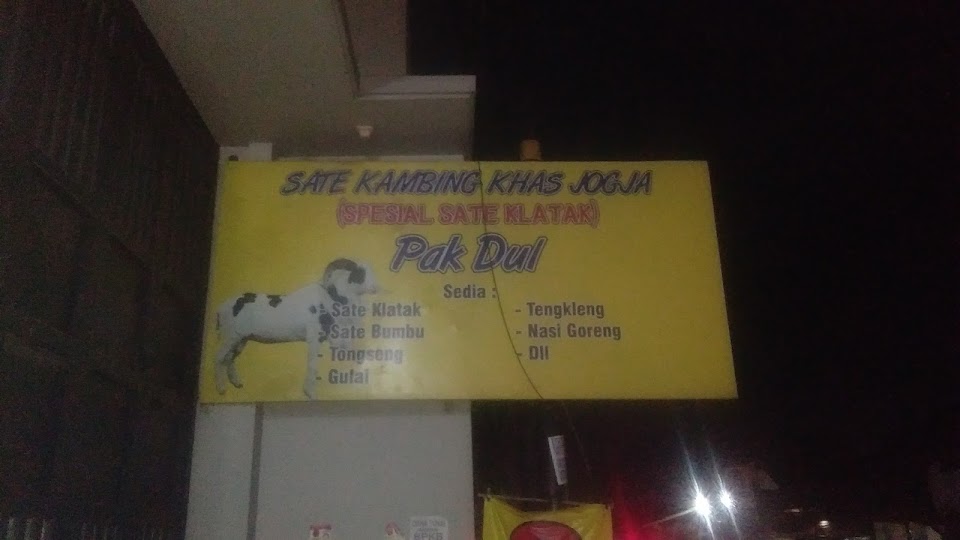 SATE KAMBING KHAS JOGJA
(SPESIAL SATE KLATAK)
Pak Dul
Sedia :
- Sate Klatak
- Sate Bumbu
- Tongseng
- Gulai
- Tengkleng
- Nasi Goreng
- Dll
BPKB